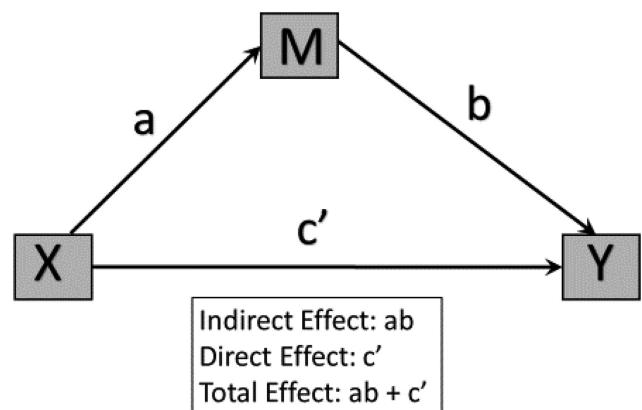 M
a
b
X
c’
Y
Indirect Effect: ab
Direct Effect: c’
Total Effect: ab + c’